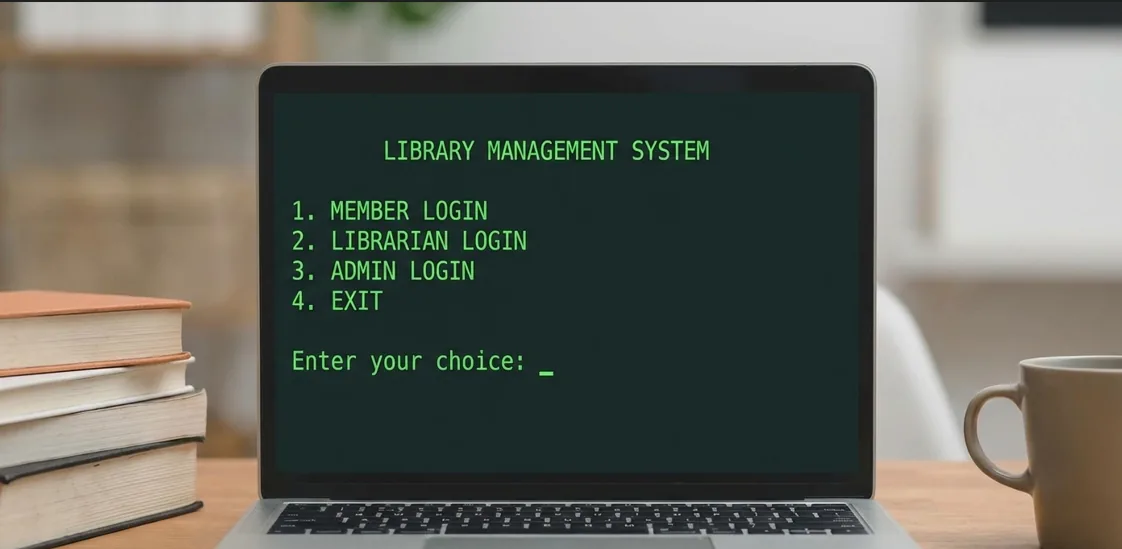 LIBRARY MANAGEMENT SYSTEM
1. MEMBER LOGIN
2. LIBRARIAN LOGIN
3. ADMIN LOGIN
4. EXIT
Enter your choice: _